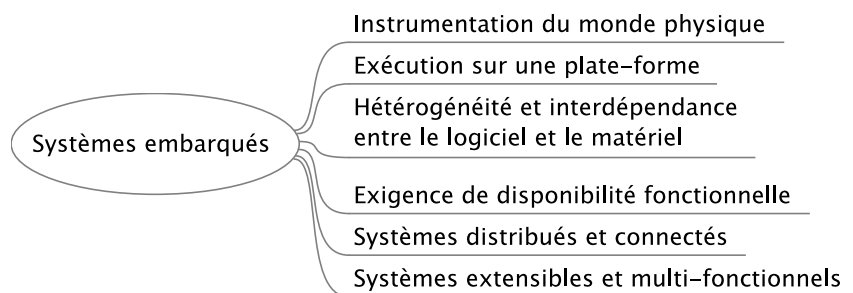 Instrumentation du monde physique
Exécution sur une plate-forme
Hétérogénéité et interdépendance
entre le logiciel et le matériel
Systèmes embarqués
Exigence de disponibilité fonctionnelle
Systèmes distribués et connectés
Systèmes extensibles et multi-fonctionnels